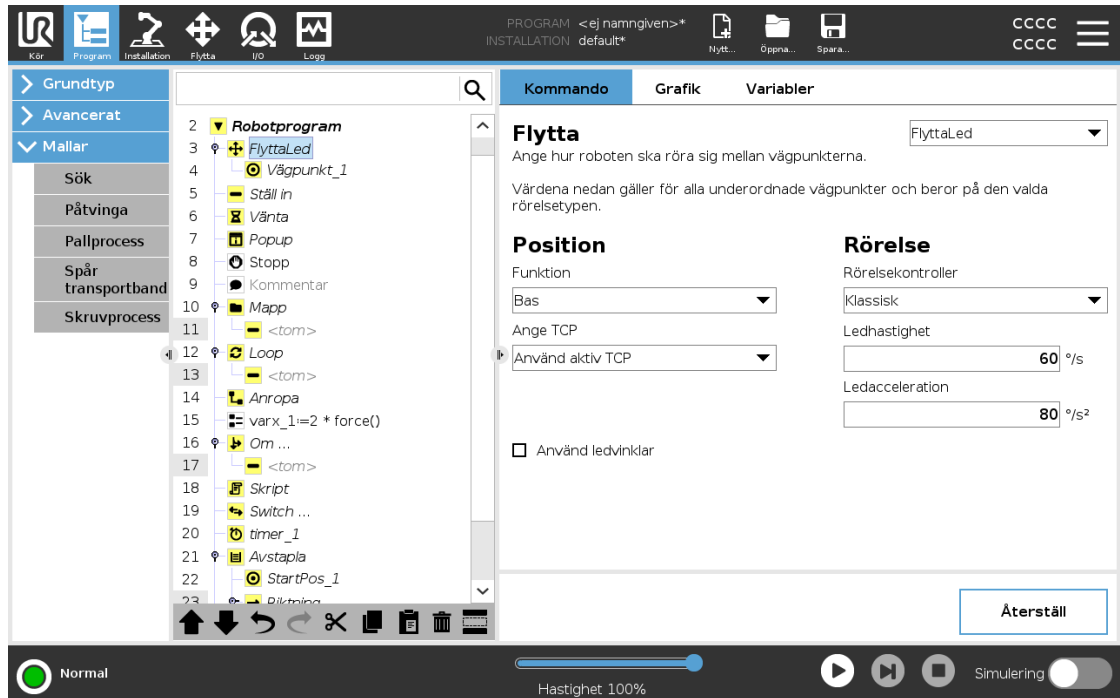 PROGRAM <ej namngiven>*
INSTALLATION default*
Kör
Program
Installation
Flytta
I/O
Logg
Nytt...
Öppna...
Spara...
CCCC
CCCC
Grundtyp
Avancerat
Mallar
Sök
Påtvinga
Pallprocess
Spår
transportband
Skruvprocess
2 Robotprogram
3 FlyttaLed
4 Vägpunkt_1
5 Ställ in
6 Vänta
7 Popup
8 Stopp
9 Kommentar
10 Mapp
11 <tom>
12 Loop
13 <tom>
14 Anropa
15 varx_1:=2 * force()
16 Om ...
17 <tom>
18 Skript
19 Switch ...
20 timer_1
21 Avstapla
22 StartPos_1
23 Riktning
Kommando
Grafik
Variabler
Flytta
FlyttaLed
Ange hur roboten ska röra sig mellan vägpunkterna.
Värdena nedan gäller för alla underordnade vägpunkter och beror på den valda
rörelsetypen.
Position
Funktion
Bas
Ange TCP
Använd aktiv TCP
Använd ledvinklar
Rörelse
Rörelsekontroller
Klassisk
Ledhastighet
60 °/s
Ledacceleration
80 °/s²
Återställ
Normal
Hastighet 100%
Simulering